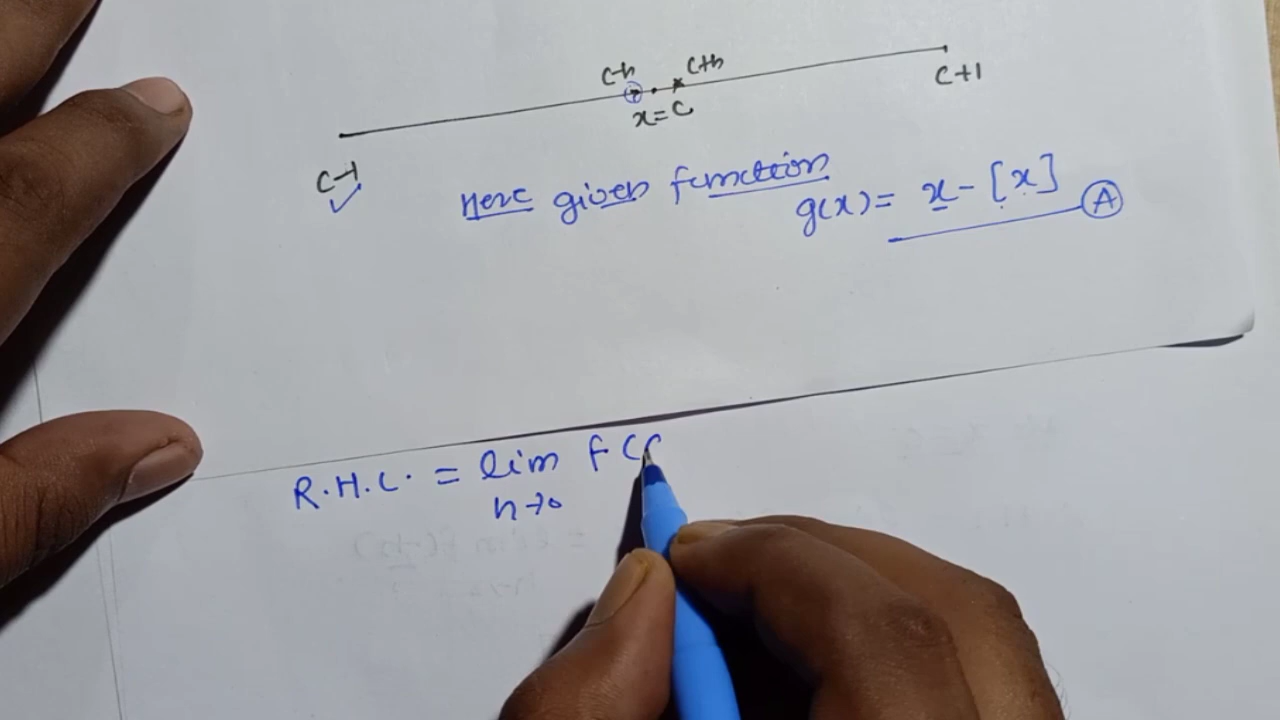 c-h c+h
x=c
c+1
c-1
Here given function
g(x)= x-[x] A
R.H.L. = lim f(c
h→0